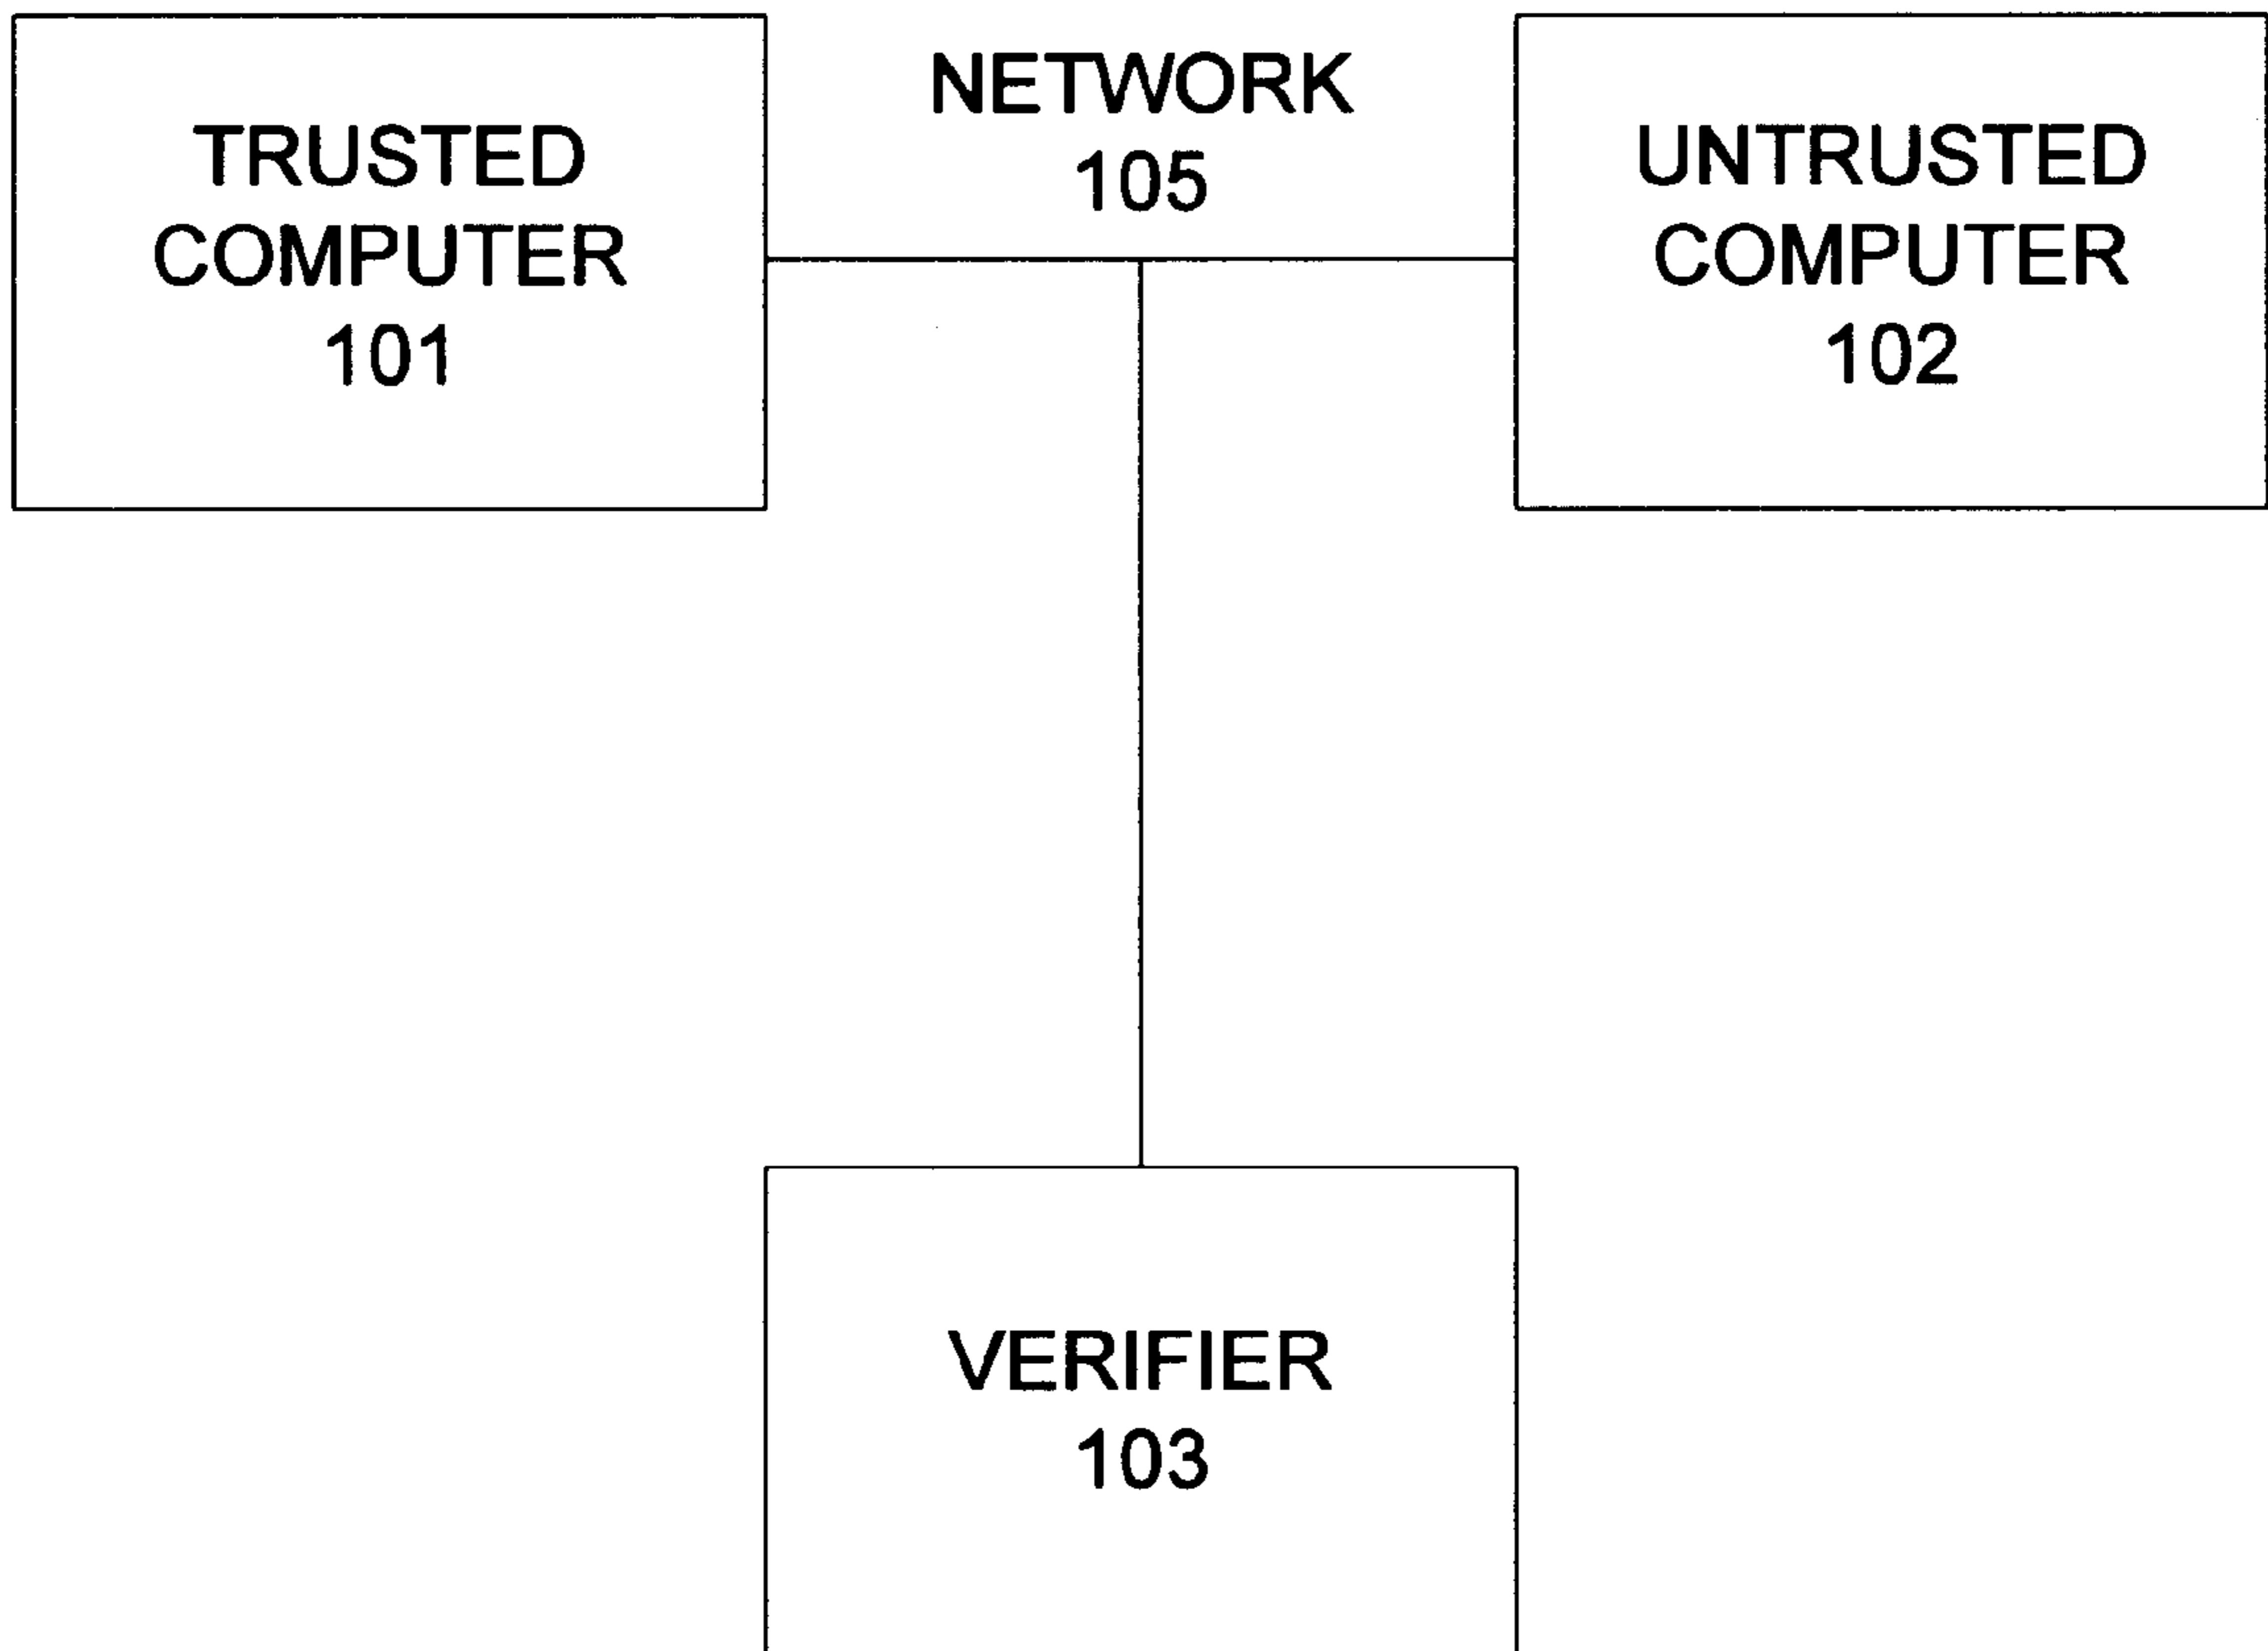 TRUSTED
COMPUTER
101
NETWORK
105
UNTRUSTED
COMPUTER
102
VERIFIER
103